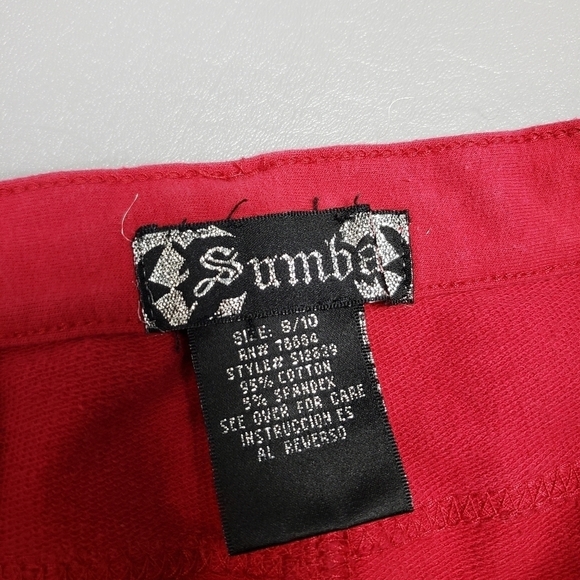 Sumba
SIZE: 8/10
RN# 78664
STYLE# S12629
95% COTTON
5% SPANDEX
SEE OVER FOR CARE
INSTRUCCION ES
AL REVERSO